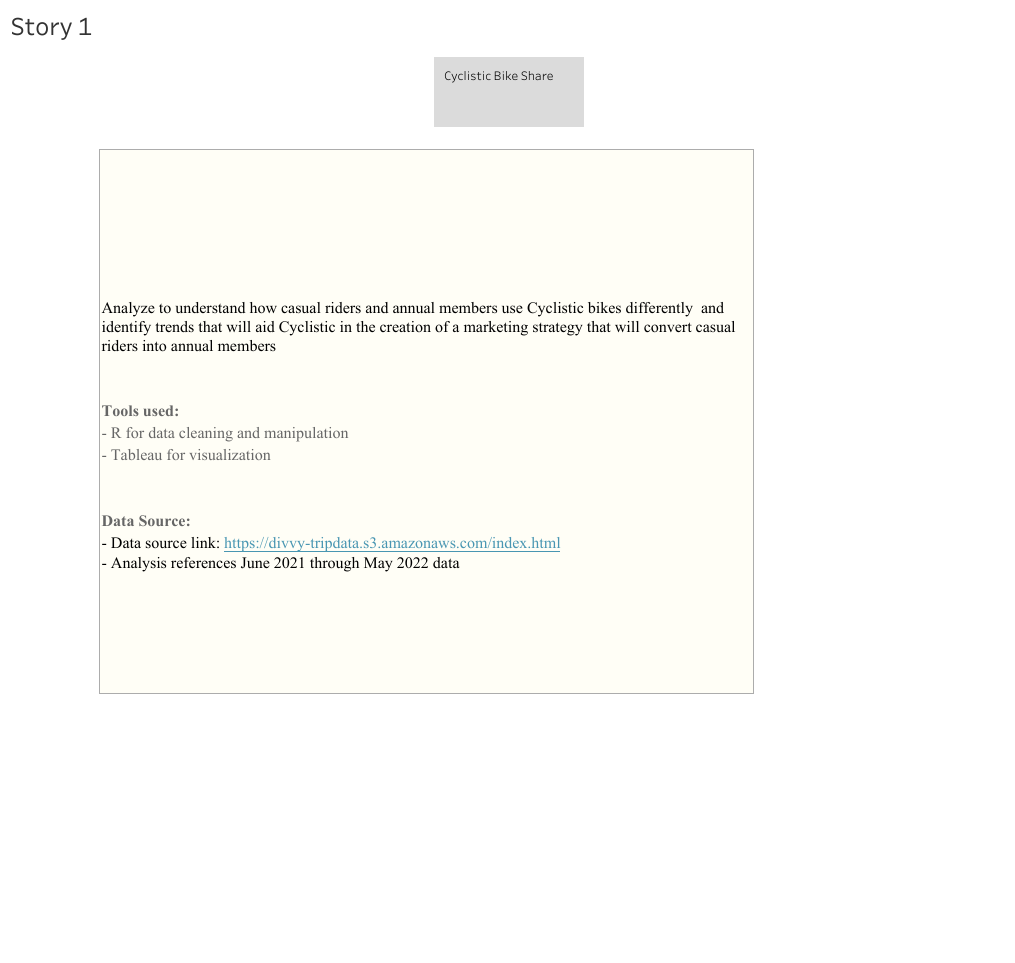 Story 1
Cyclistic Bike Share
Analyze to understand how casual riders and annual members use Cyclistic bikes differently  and
identify trends that will aid Cyclistic in the creation of a marketing strategy that will convert casual
riders into annual members
Tools used:
- R for data cleaning and manipulation
- Tableau for visualization
Data Source:
- Data source link: https://divvy-tripdata.s3.amazonaws.com/index.html
- Analysis references June 2021 through May 2022 data